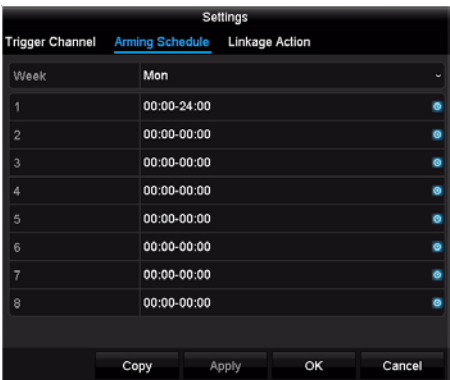 Settings
Trigger Channel Arming Schedule Linkage Action
Week Mon
1 00:00-24:00
2 00:00-00:00
3 00:00-00:00
4 00:00-00:00
5 00:00-00:00
6 00:00-00:00
7 00:00-00:00
8 00:00-00:00
Copy Apply OK Cancel